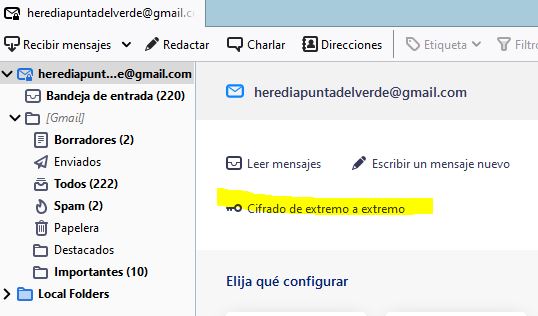 herediapuntadelverde@gmail.c
Recibir mensajes
Redactar
Charlar
Direcciones
Etiqueta
Filtro
herediapunt...e@gmail.com
Bandeja de entrada (220)
[Gmail]
Borradores (2)
Enviados
Todos (222)
Spam (2)
Papelera
Destacados
Importantes (10)
Local Folders
herediapuntadelverde@gmail.com
Leer mensajes
Escribir un mensaje nuevo
Cifrado de extremo a extremo
Elija qué configurar